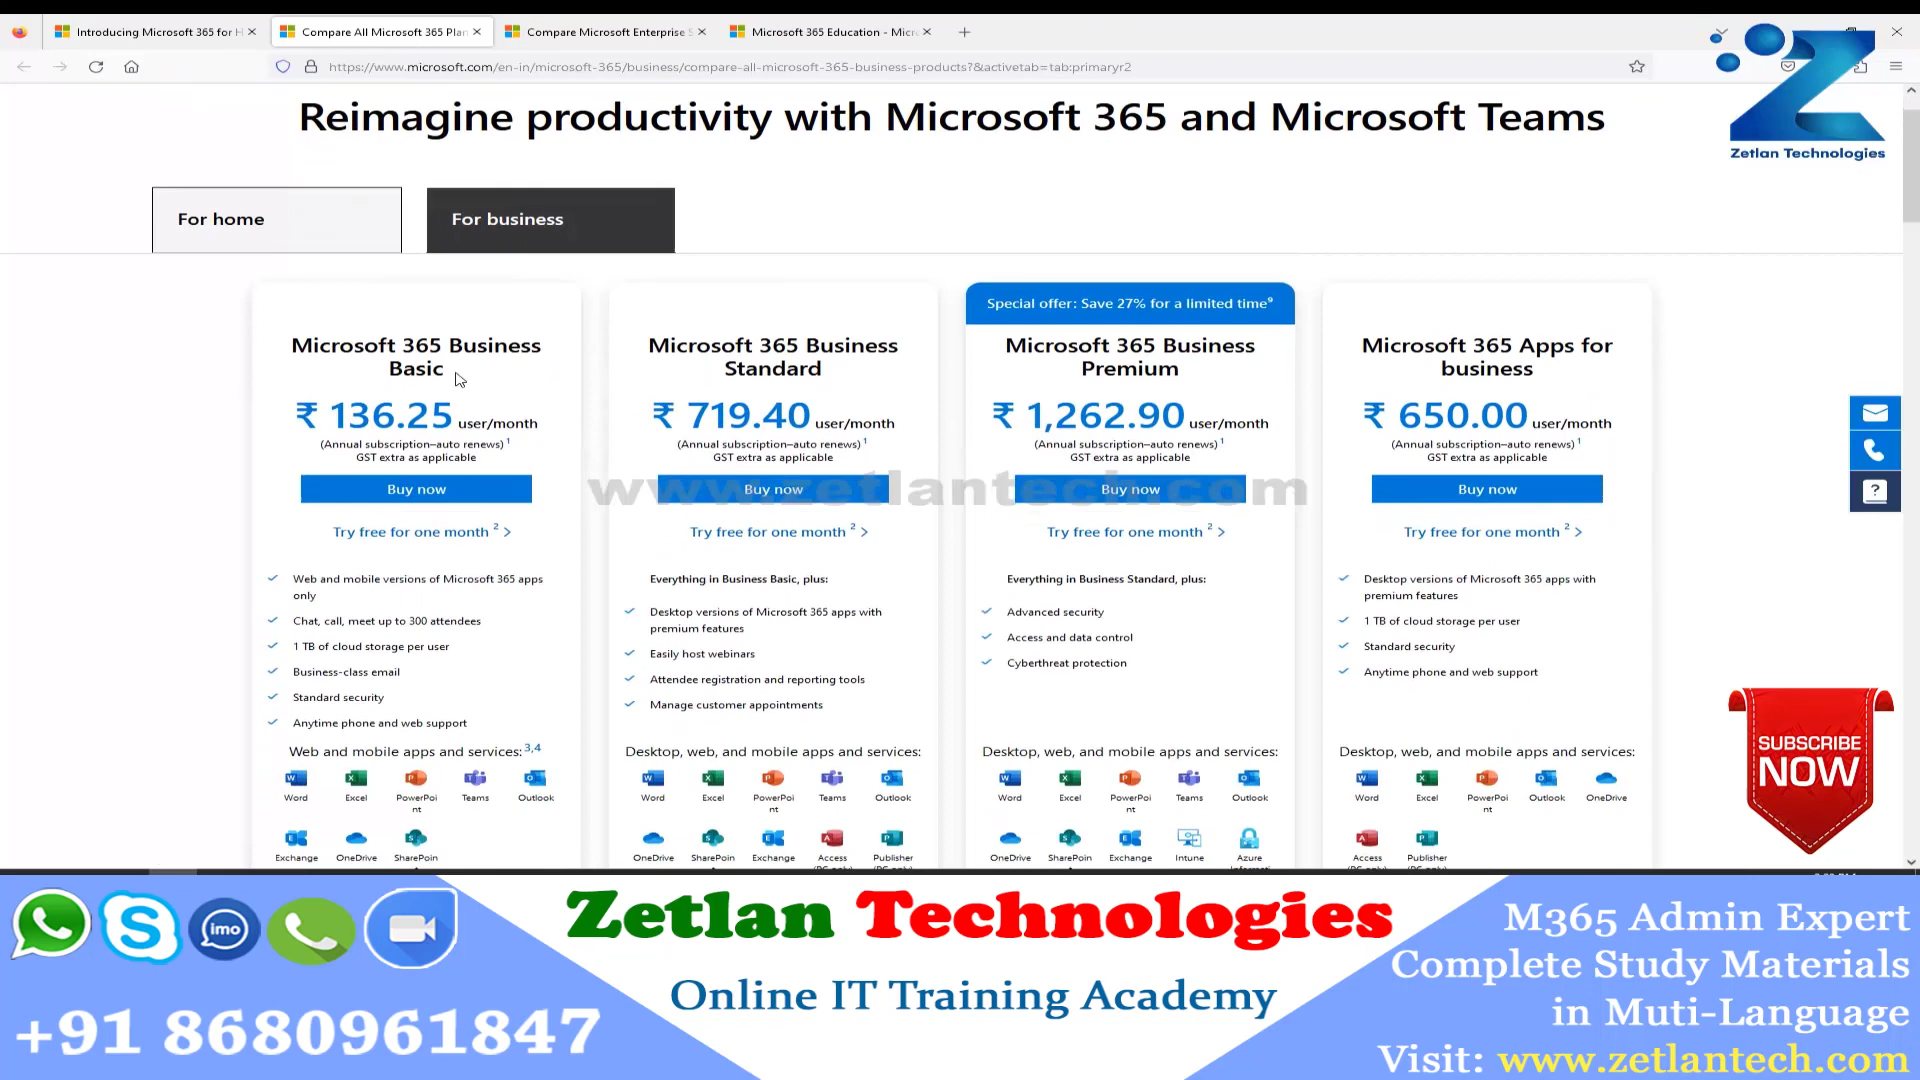 Introducing Microsoft 365 for H
Compare All Microsoft 365 Plan
Compare Microsoft Enterprise S
Microsoft 365 Education - Micro
https://www.microsoft.com/en-in/microsoft-365/business/compare-all-microsoft-365-business-products?&activetab=tab:primaryr2
Zetlan Technologies
Reimagine productivity with Microsoft 365 and Microsoft Teams
For home
For business
Microsoft 365 Business
Basic
₹ 136.25 user/month
(Annual subscription–auto renews) 1
GST extra as applicable
Buy now
Try free for one month 2 >
Web and mobile versions of Microsoft 365 apps
only
Chat, call, meet up to 300 attendees
1 TB of cloud storage per user
Business-class email
Standard security
Anytime phone and web support
Web and mobile apps and services: 3,4
Word Excel PowerPoi
nt Teams Outlook
Exchange OneDrive SharePoin
Microsoft 365 Business
Standard
₹ 719.40 user/month
(Annual subscription–auto renews) 1
GST extra as applicable
Buy now
Try free for one month 2 >
Everything in Business Basic, plus:
Desktop versions of Microsoft 365 apps with
premium features
Easily host webinars
Attendee registration and reporting tools
Manage customer appointments
Desktop, web, and mobile apps and services:
Word Excel PowerPoi
nt Teams Outlook
OneDrive SharePoin Exchange Access Publisher
Special offer: Save 27% for a limited time9
Microsoft 365 Business
Premium
₹ 1,262.90 user/month
(Annual subscription–auto renews) 1
GST extra as applicable
Buy now
Try free for one month 2 >
Everything in Business Standard, plus:
Advanced security
Access and data control
Cyberthreat protection
Desktop, web, and mobile apps and services:
Word Excel PowerPoi
nt Teams Outlook
OneDrive SharePoin Exchange Intune Azure
Microsoft 365 Apps for
business
₹ 650.00 user/month
(Annual subscription–auto renews) 1
GST extra as applicable
Buy now
Try free for one month 2 >
Desktop versions of Microsoft 365 apps with
premium features
1 TB of cloud storage per user
Standard security
Anytime phone and web support
Desktop, web, and mobile apps and services:
Word Excel PowerPoi
nt Outlook OneDrive
Access Publisher
www.zetlantech.com
SUBSCRIBE
NOW
imo
+91 8680961847
Zetlan Technologies
Online IT Training Academy
M365 Admin Expert
Complete Study Materials
in Muti-Language
Visit: www.zetlantech.com